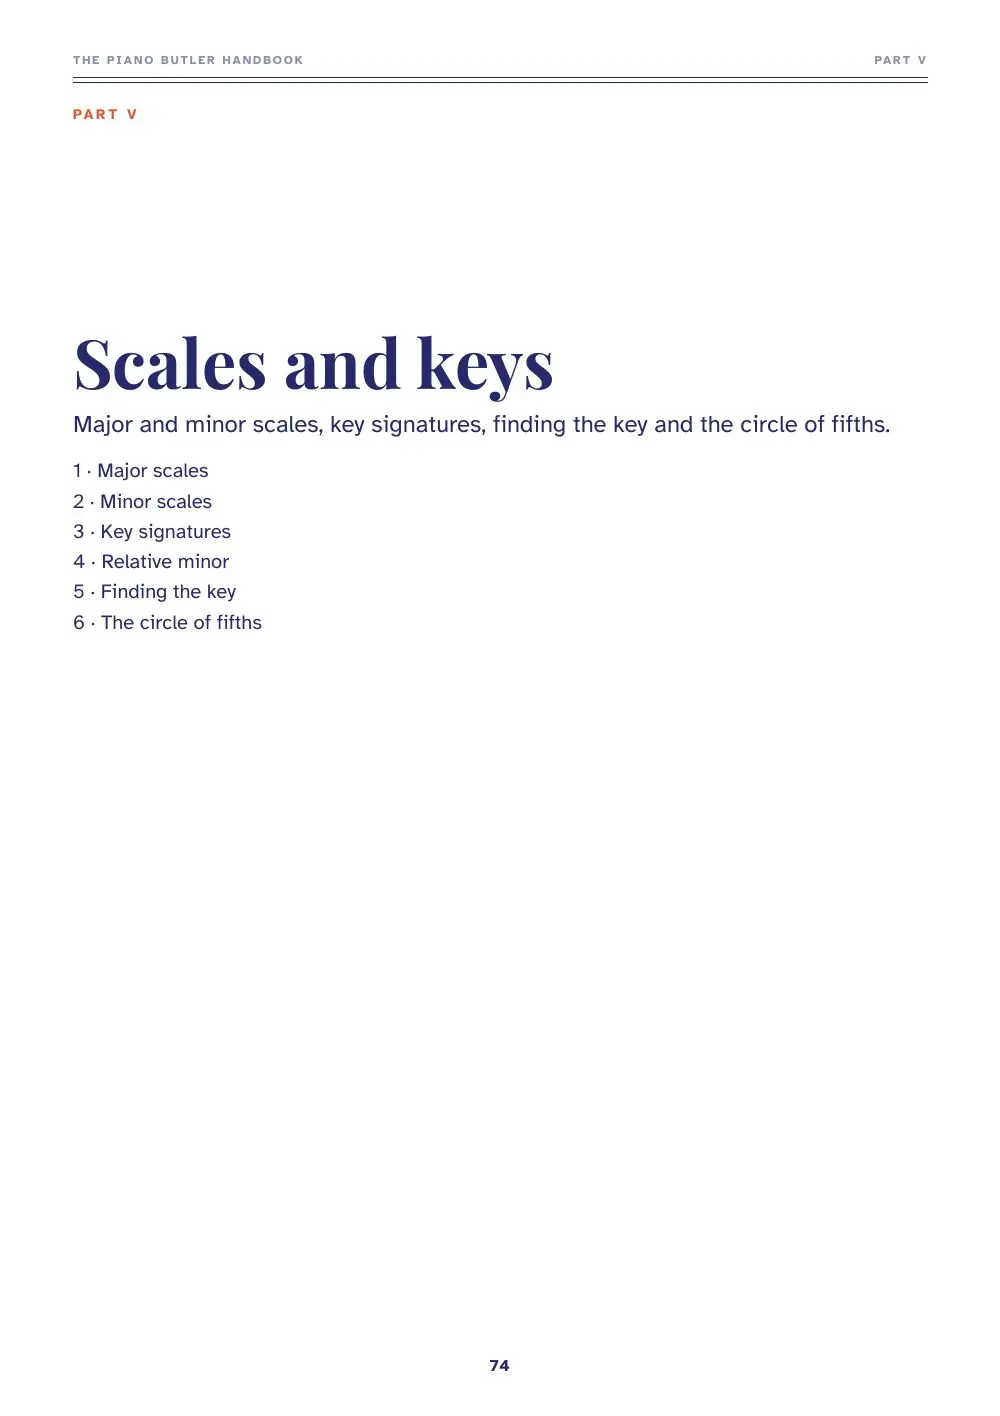 THE PIANO BUTLER HANDBOOK
PART V
PART V
Scales and keys
Major and minor scales, key signatures, finding the key and the circle of fifths.
1 · Major scales
2 · Minor scales
3 · Key signatures
4 · Relative minor
5 · Finding the key
6 · The circle of fifths
74